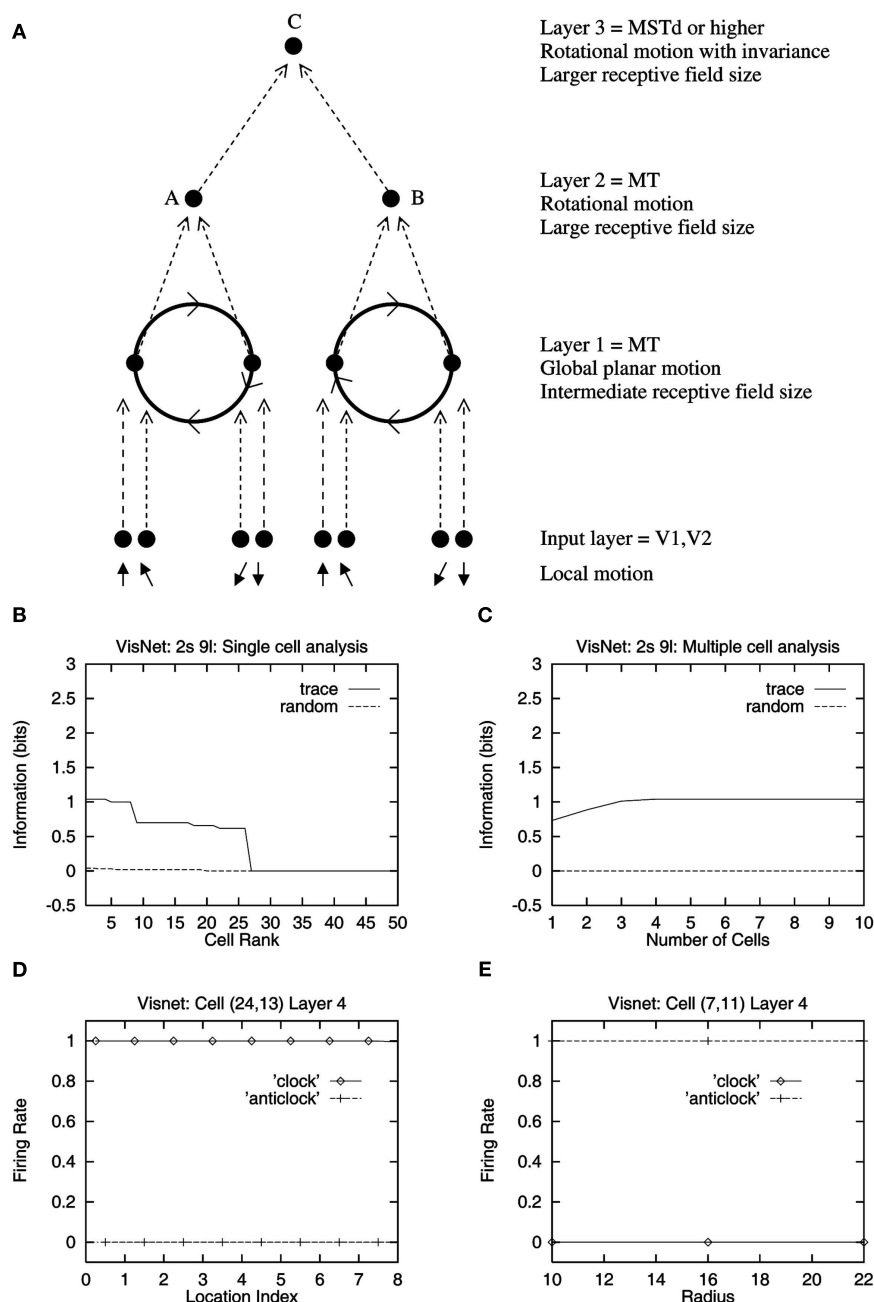 A
C
Layer 3 = MSTd or higher
Rotational motion with invariance
Larger receptive field size
A
B
Layer 2 = MT
Rotational motion
Large receptive field size
Layer 1 = MT
Global planar motion
Intermediate receptive field size
Input layer = V1,V2
Local motion
B
VisNet: 2s 9l: Single cell analysis
3
2.5
2
1.5
1
0.5
0
-0.5
Information (bits)
trace
random
5 10 15 20 25 30 35 40 45 50
Cell Rank
C
VisNet: 2s 9l: Multiple cell analysis
3
2.5
2
1.5
1
0.5
0
-0.5
Information (bits)
trace
random
1 2 3 4 5 6 7 8 9 10
Number of Cells
D
Visnet: Cell (24,13) Layer 4
1
0.8
0.6
0.4
0.2
0
Firing Rate
'clock'
'anticlock'
0 1 2 3 4 5 6 7 8
Location Index
E
Visnet: Cell (7,11) Layer 4
1
0.8
0.6
0.4
0.2
0
Firing Rate
'clock'
'anticlock'
10 12 14 16 18 20 22
Radius